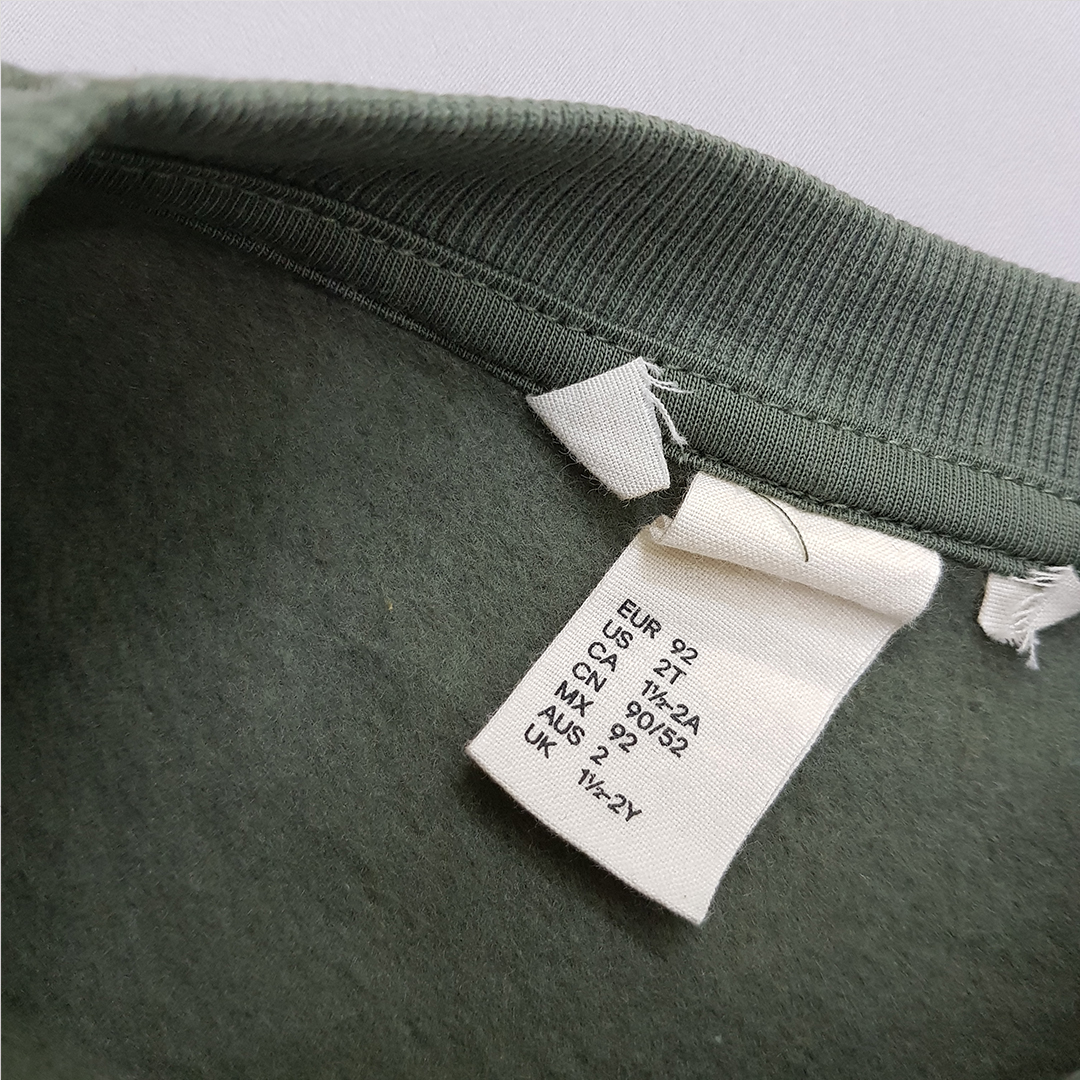 EUR 92
US 2T
CA 1½-2A
CN 90/52
MX 92
AUS 2
UK 1½-2Y